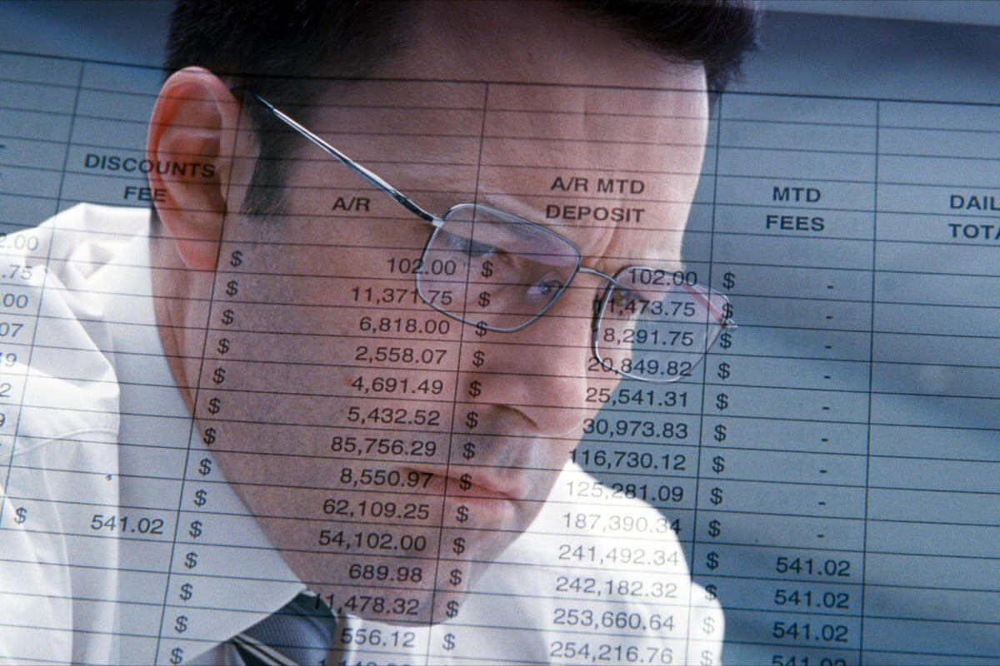 DISCOUNTS FEE A/R A/R MTD DEPOSIT MTD FEES DAIL TOTA
2.00 $ 102.00 $ 102.00 $ -
.75 $ 11,371.75 $ 11,473.75 $ -
.00 $ 6,818.00 $ 8,291.75 $ -
07 $ 2,558.07 $ 20,849.82 $ -
49 $ 4,691.49 $ 25,541.31 $ -
2 $ 5,432.52 $ 30,973.83 $ -
9 $ 85,756.29 $ 116,730.12 $ -
$ 8,550.97 $ 125,281.09 $ -
$ 62,109.25 $ 187,390.34 $ -
$ 541.02 $ 54,102.00 $ 241,492.34 $ 541.02
$ 689.98 $ 242,182.32 $ 541.02
$ 11,478.32 $ 253,660.64 $ 541.02
$ 556.12 $ 254,216.76 $ 541.02